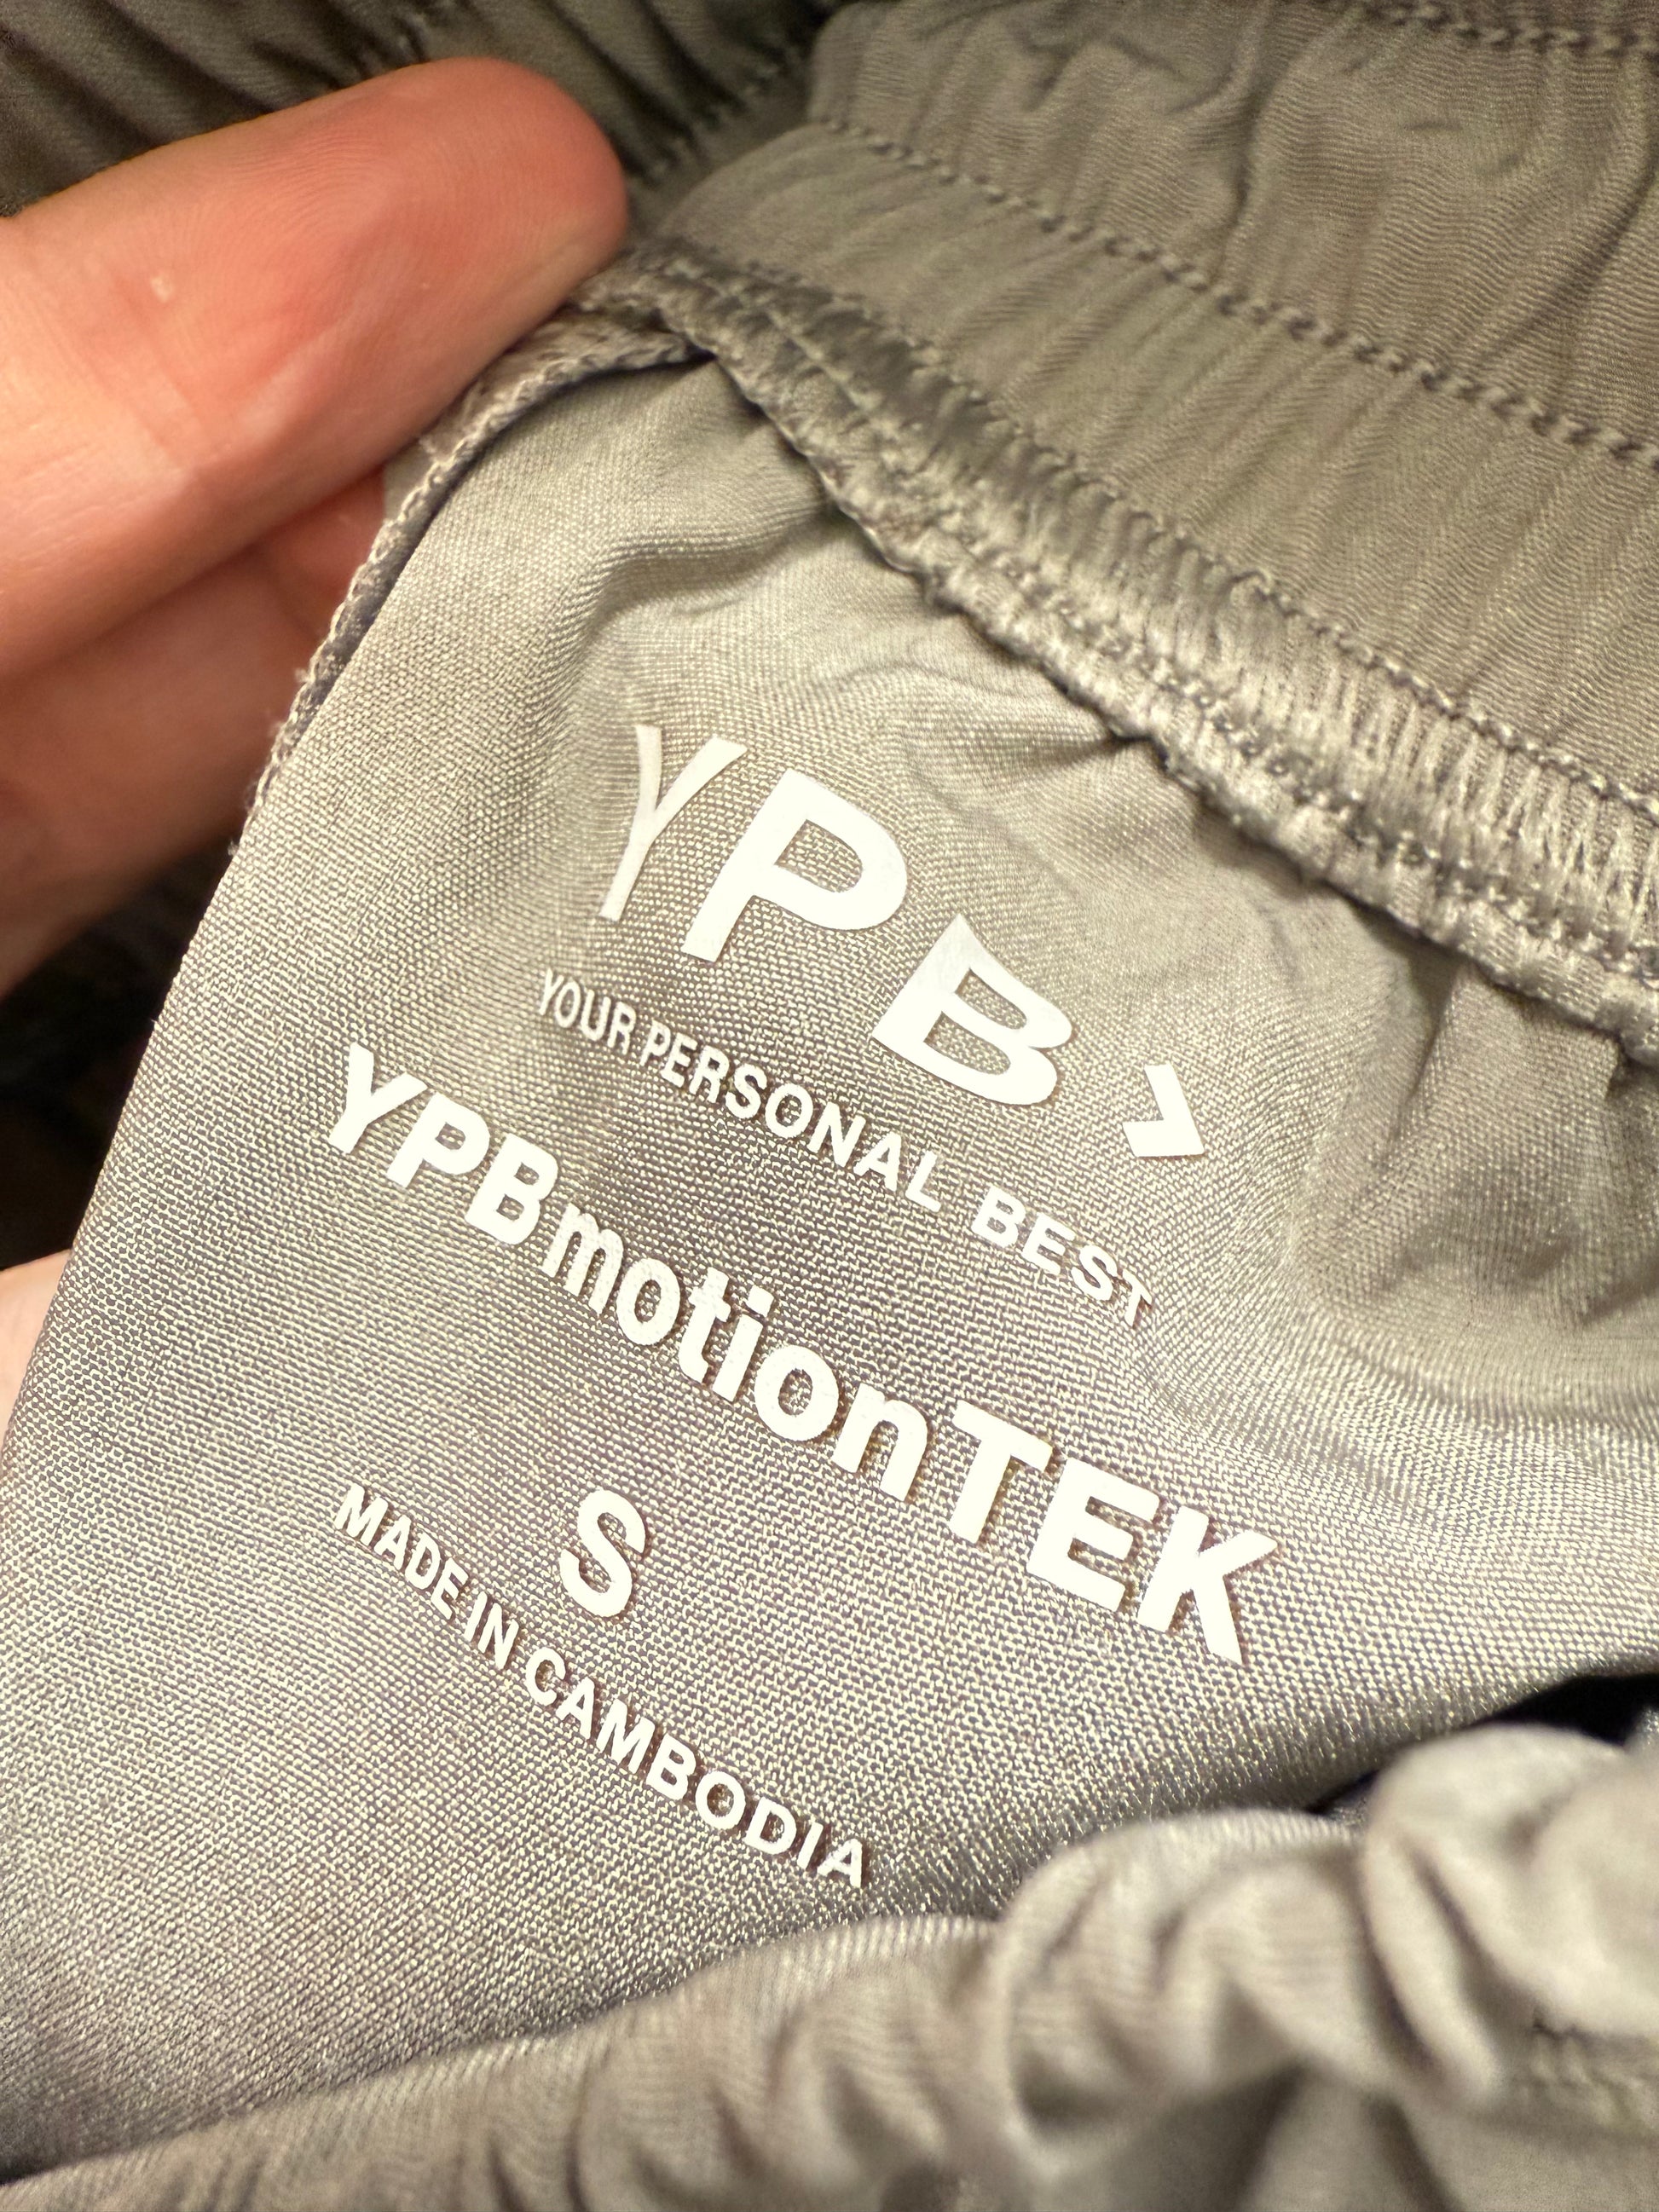 YPB>
YOUR PERSONAL BEST
YPBmotionTEK
S
MADE IN CAMBODIA